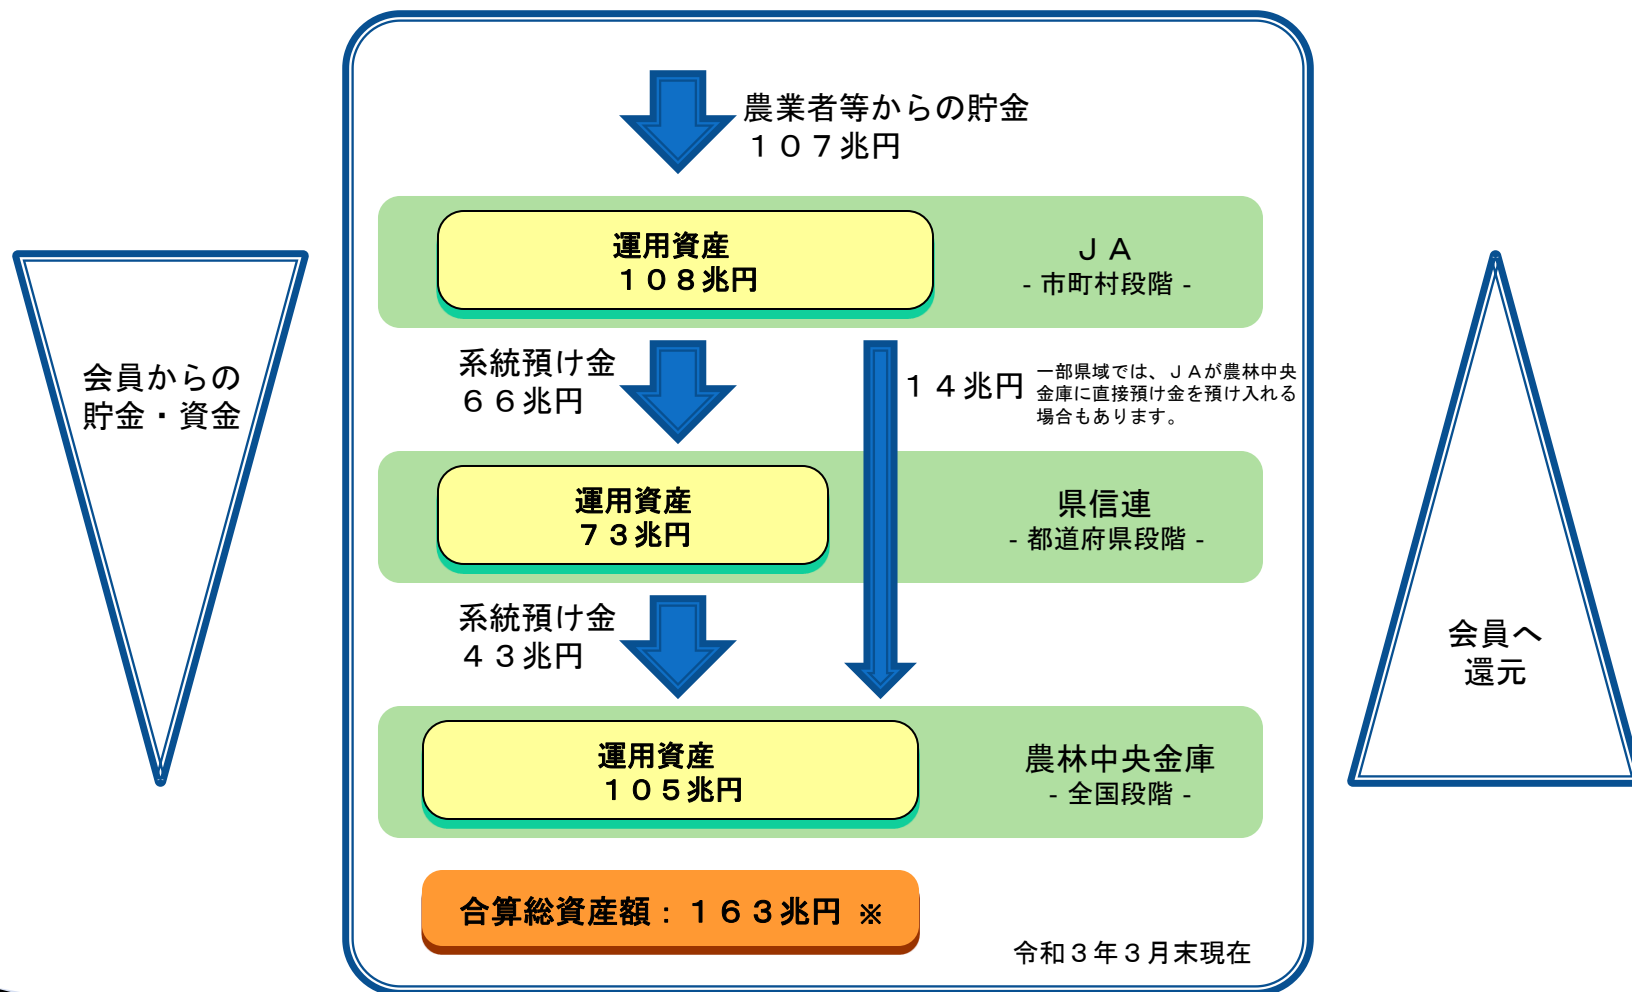 農業者等からの貯金
１０７兆円
運用資産
１０８兆円
ＪＡ
- 市町村段階 -
会員からの
貯金・資金
系統預け金
６６兆円
１４兆円
一部県域では、ＪＡが農林中央
金庫に直接預け金を預け入れる
場合もあります。
運用資産
７３兆円
県信連
- 都道府県段階 -
系統預け金
４３兆円
会員へ
還元
運用資産
１０５兆円
農林中央金庫
- 全国段階 -
合算総資産額：１６３兆円 ※
令和３年３月末現在